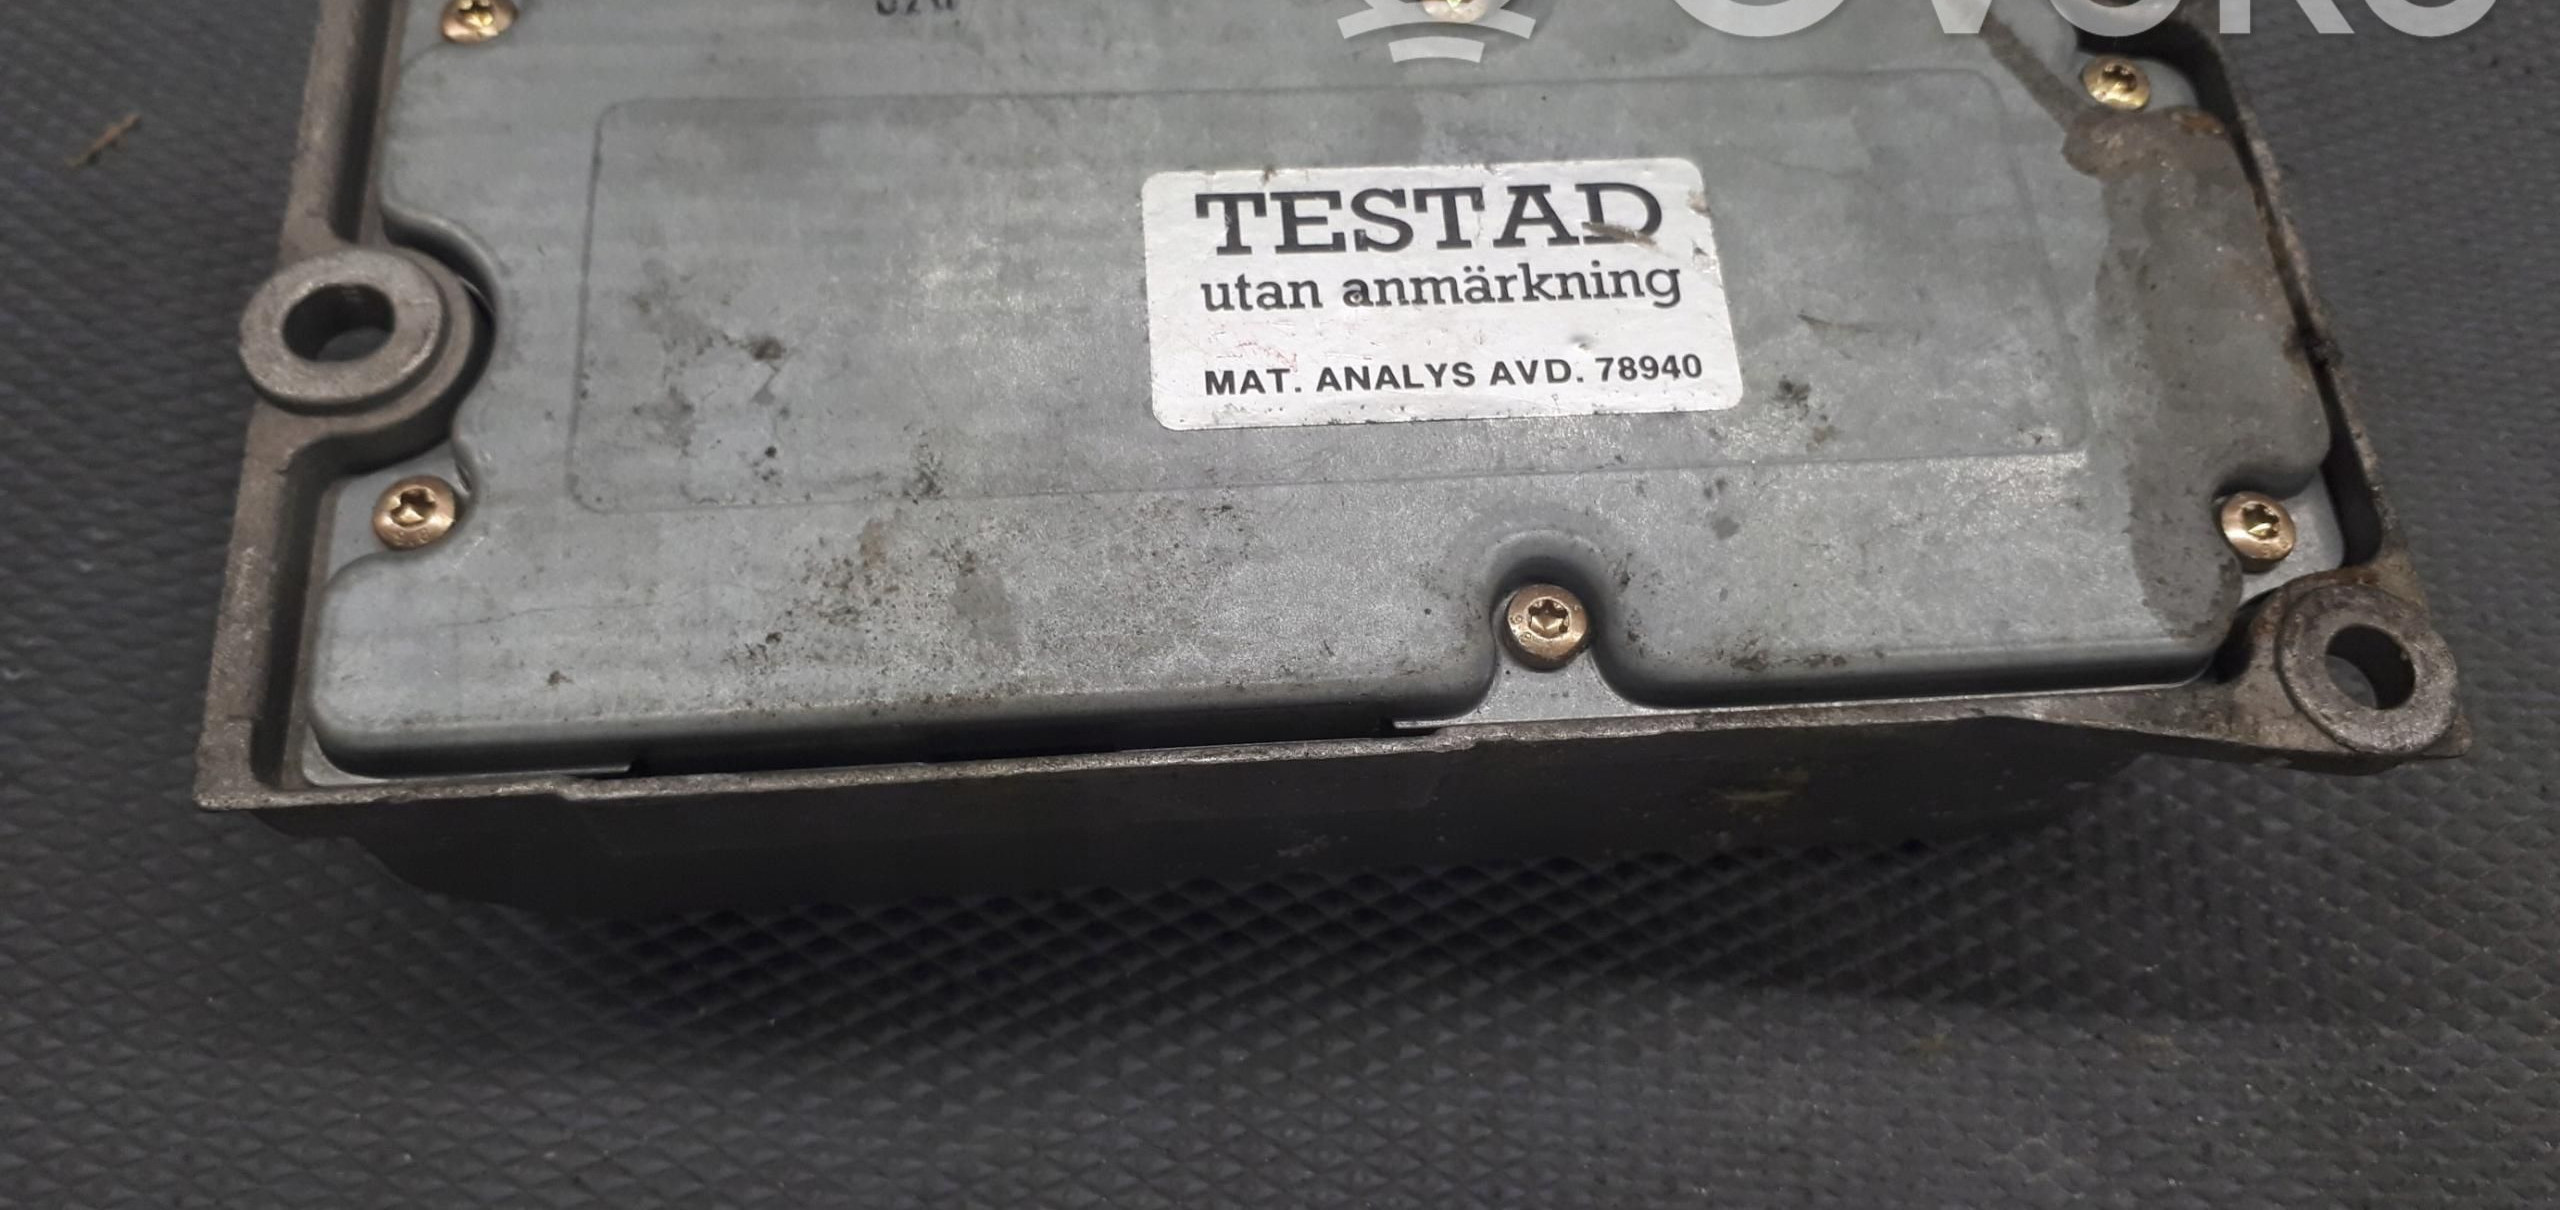 TESTAD
utan anmärkning
MAT. ANALYS AVD. 78940